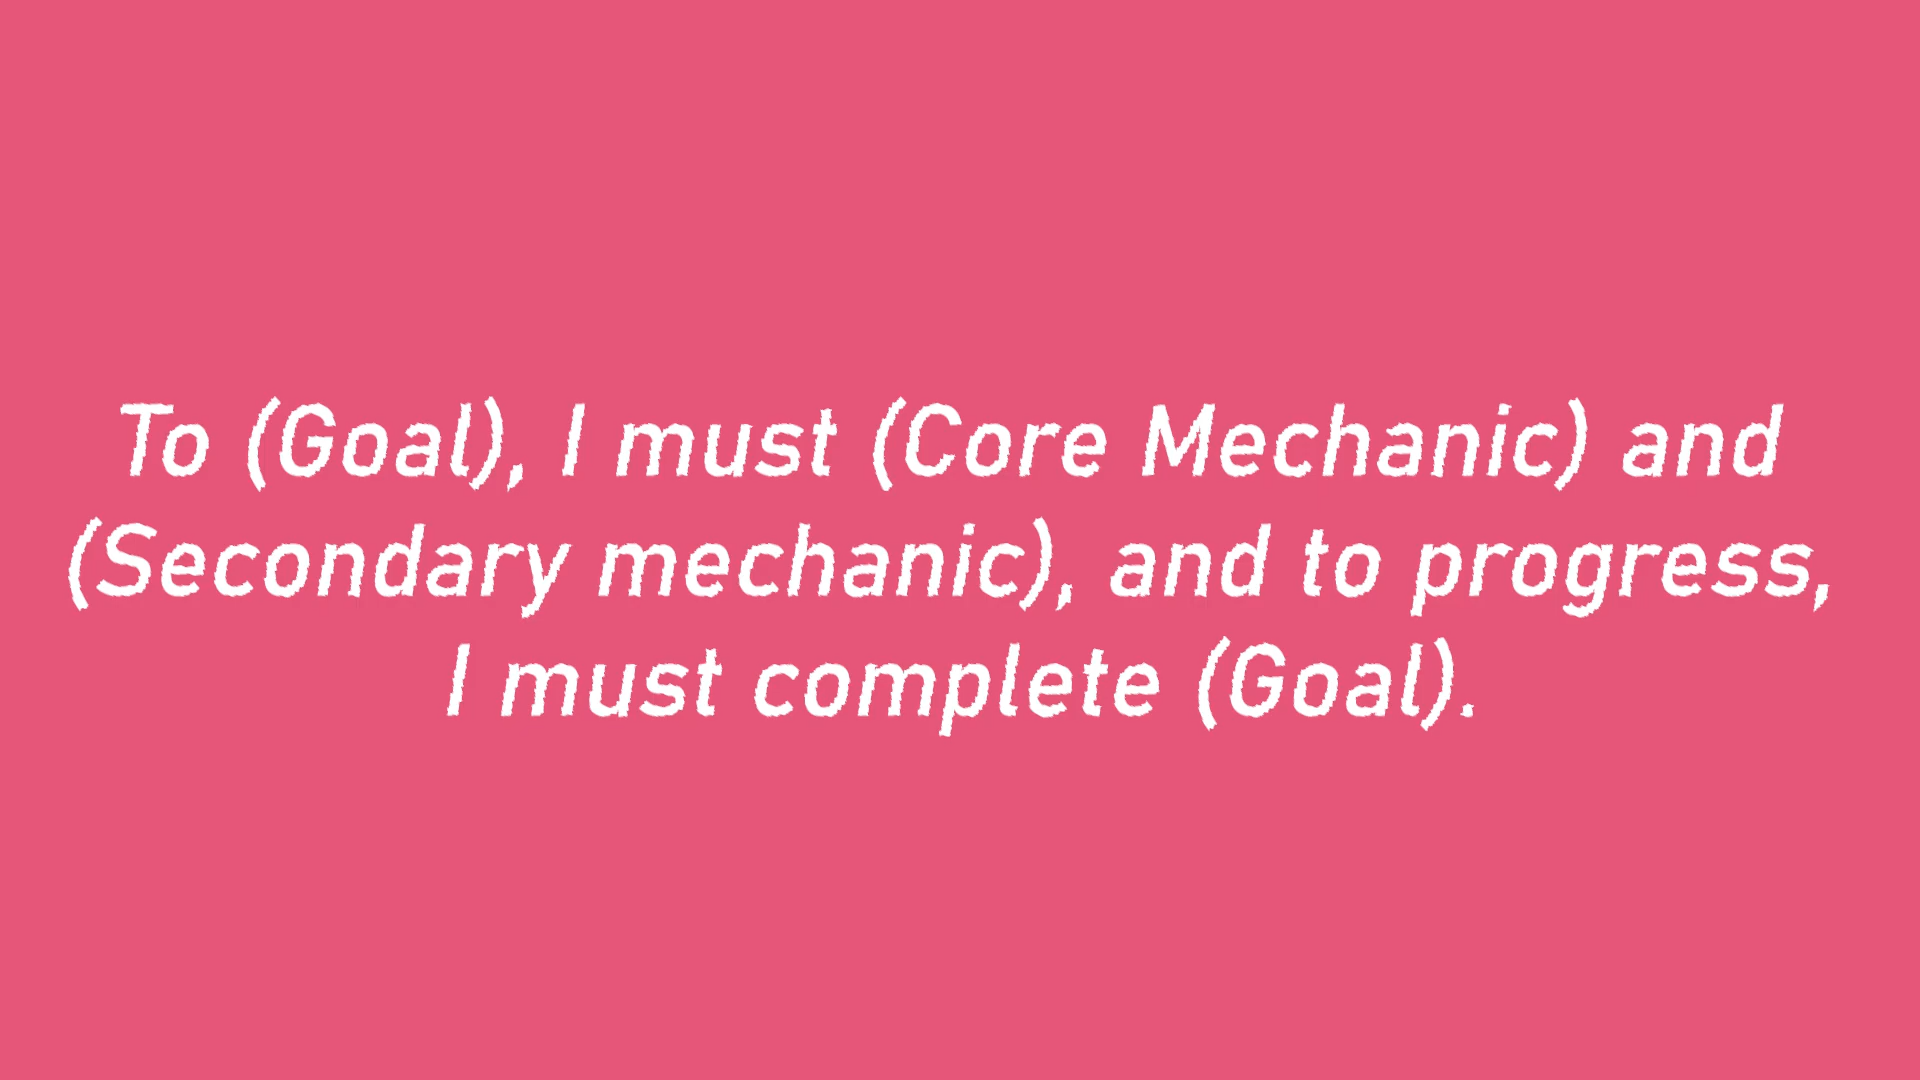 To (Goal), I must (Core Mechanic) and
(Secondary mechanic), and to progress,
I must complete (Goal).